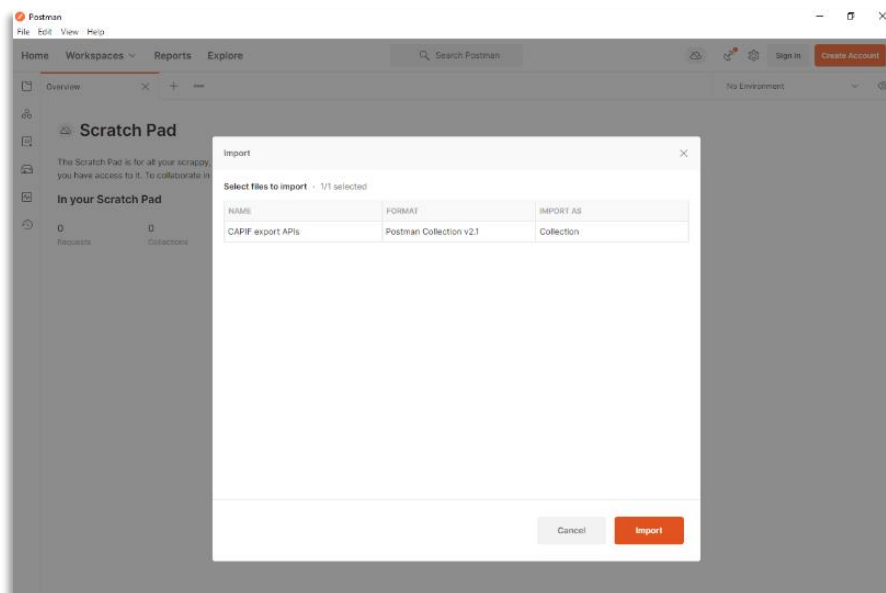 Postman
File Edit View Help
Home Workspaces Reports Explore Search Postman Sign in Create Account
Overview No Environment
Scratch Pad
The Scratch Pad is for all your scrappy,
you have access to it. To collaborate in
In your Scratch Pad
0 0
Requests Collections
Import
Select files to import · 1/1 selected
NAME FORMAT IMPORT AS
CAPIF export APIs Postman Collection v2.1 Collection
Cancel Import